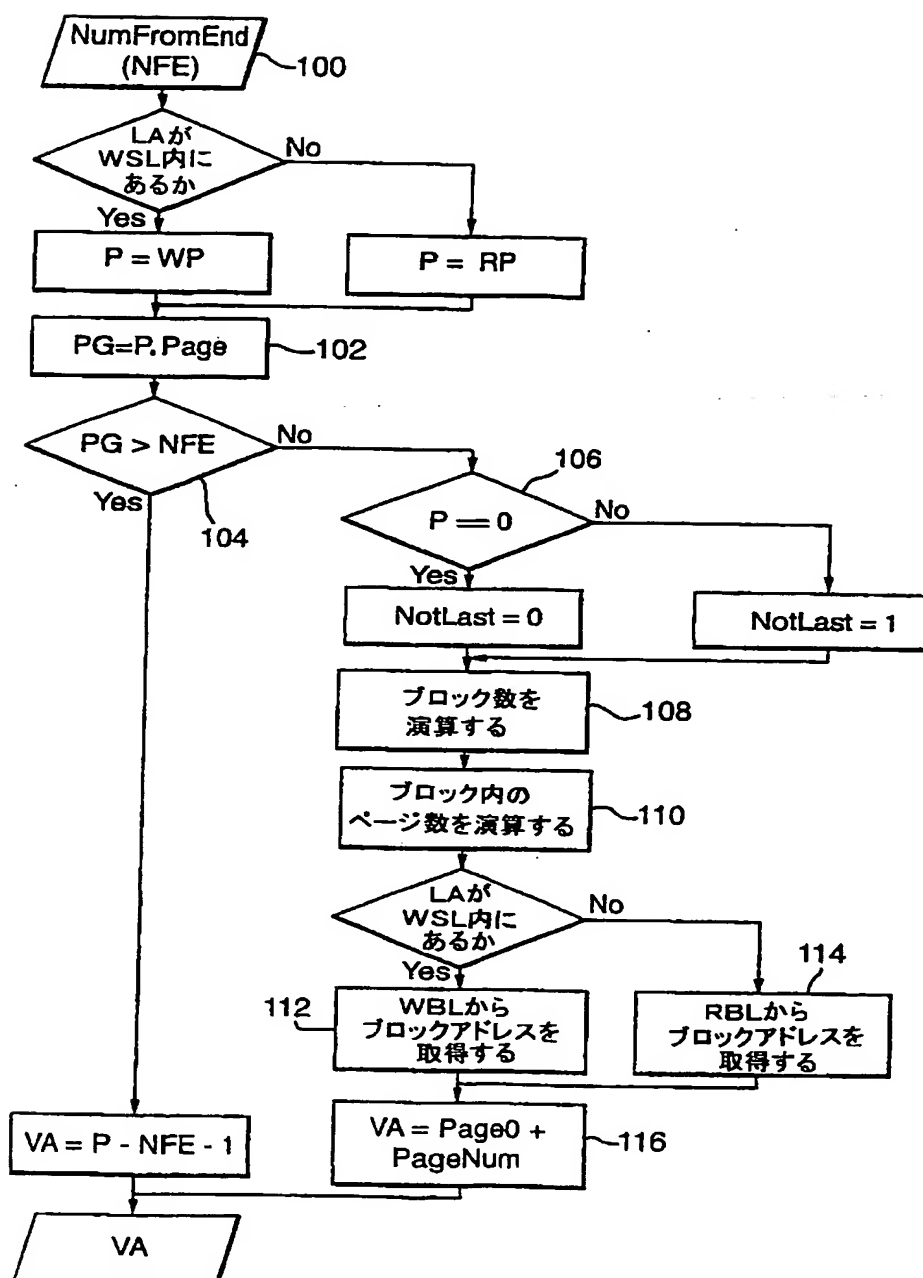 NumFromEnd
(NFE)
100
LAが
WSL内に
あるか
No
Yes
P = WP
P = RP
PG=P.Page
102
PG > NFE
No
Yes
104
106
P == 0
No
Yes
NotLast = 0
NotLast = 1
ブロック数を
演算する
108
ブロック内の
ページ数を演算する
110
LAが
WSL内に
あるか
No
Yes
114
112
WBLから
ブロックアドレスを
取得する
RBLから
ブロックアドレスを
取得する
VA = P - NFE - 1
VA = Page0 +
PageNum
116
VA